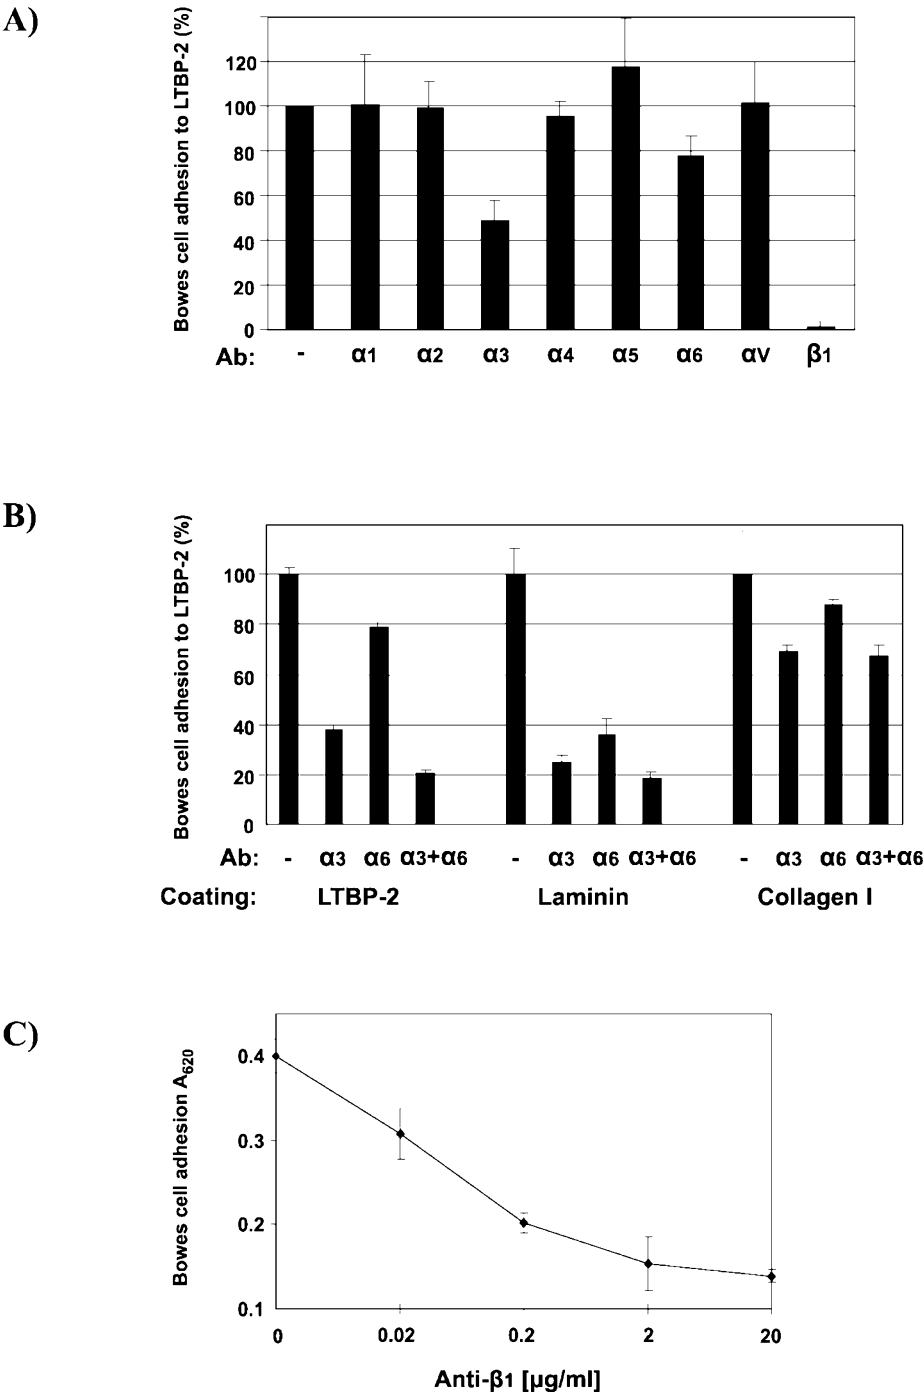 A)
Bowes cell adhesion to LTBP-2 (%)
120
100
80
60
40
20
0
Ab: - α1 α2 α3 α4 α5 α6 αV β1
B)
Bowes cell adhesion to LTBP-2 (%)
100
80
60
40
20
0
Ab: - α3 α6 α3+α6 - α3 α6 α3+α6 - α3 α6 α3+α6
Coating: LTBP-2 Laminin Collagen I
C)
Bowes cell adhesion A620
0.4
0.3
0.2
0.1
0 0.02 0.2 2 20
Anti-β1 [µg/ml]